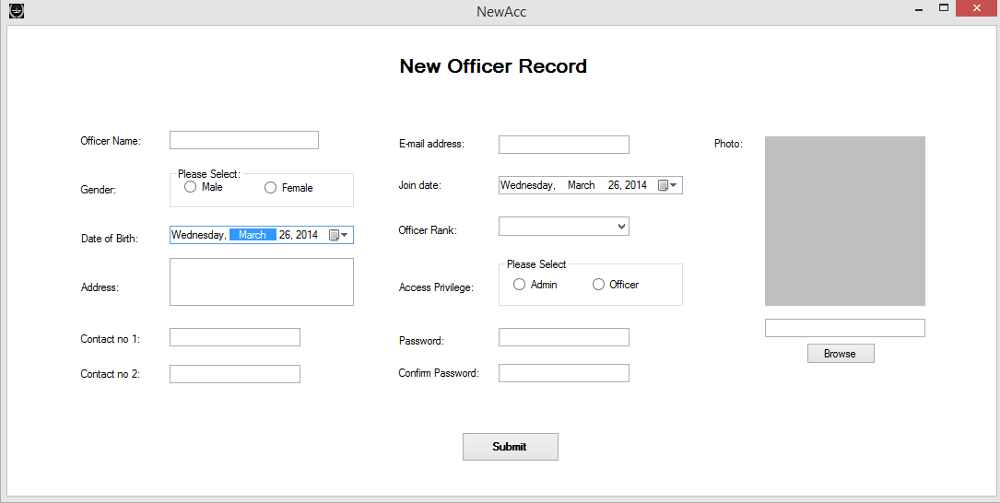 NewAcc
New Officer Record
Officer Name:
Gender:
Please Select:
Male Female
Date of Birth:
Wednesday, March 26, 2014
Address:
Contact no 1:
Contact no 2:
E-mail address:
Join date:
Wednesday, March 26, 2014
Officer Rank:
Access Privilege:
Please Select
Admin Officer
Password:
Confirm Password:
Photo:
Browse
Submit